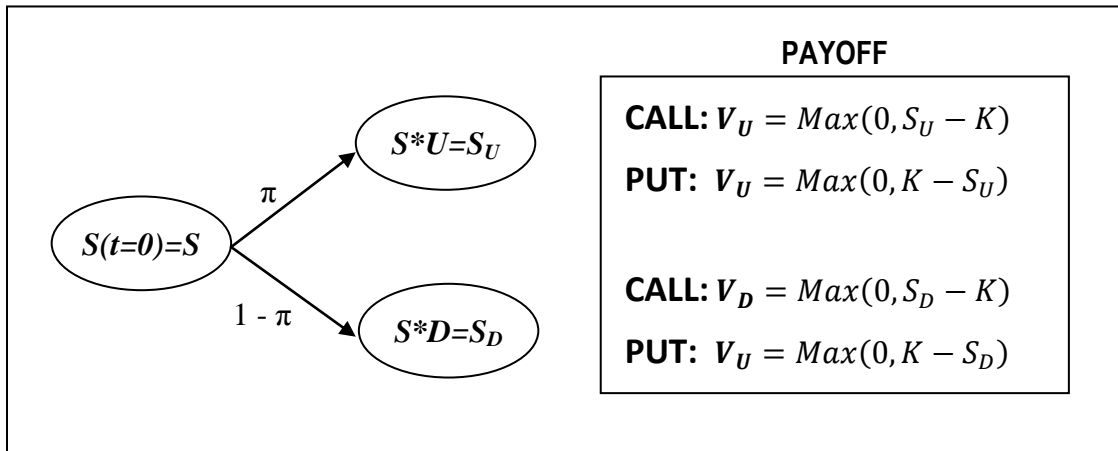 PAYOFF
CALL: V_U = Max(0, S_U − K)
PUT: V_U = Max(0, K − S_U)
CALL: V_D = Max(0, S_D − K)
PUT: V_U = Max(0, K − S_D)
S*U=S_U
π
S(t=0)=S
1 - π
S*D=S_D